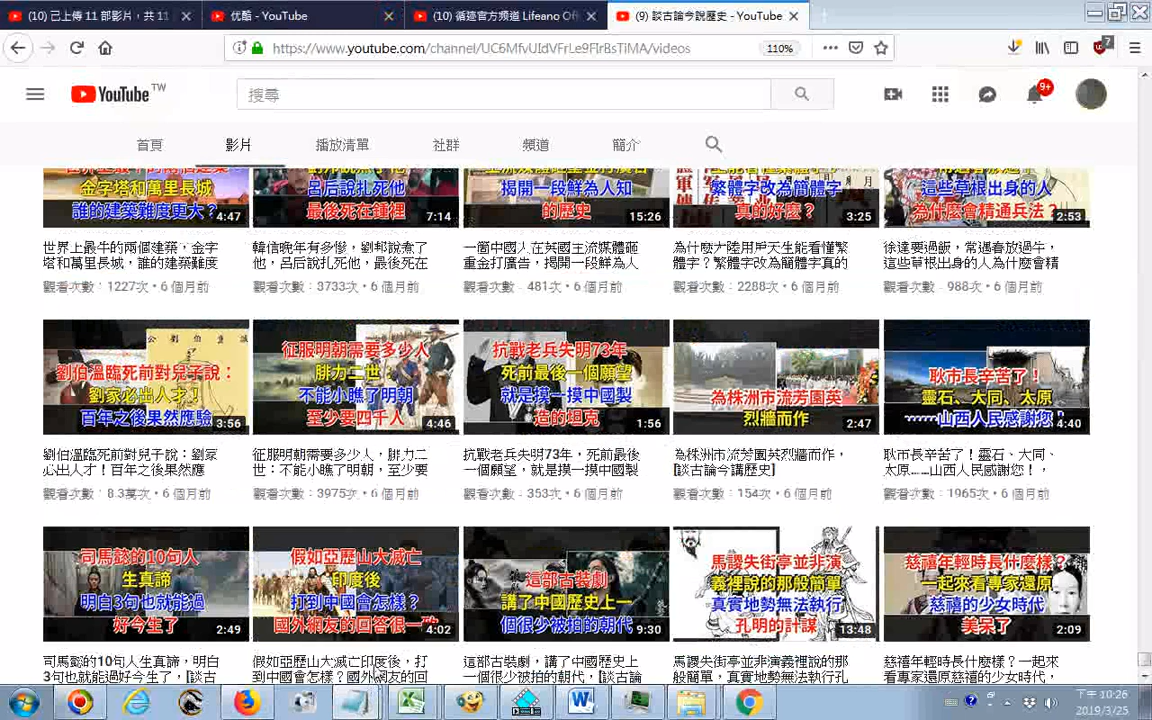 (10) 己上傳 11 部影片，共 11
优酷 - YouTube
(10) 循迹官方頻道 Lifeano Of
(9) 談古論今說歷史 - YouTube
https://www.youtube.com/channel/UC6MfvUIdVFrLe9FIrBsTiMA/videos
110%
7
YouTube TW
搜尋
9+
首頁
影片
播放清單
社群
頻道
簡介
金字塔和萬里長城
誰的建築難度更大？
4:47
呂后說扎死他
最後死在鍾裡
7:14
揭開一段鮮為人知
的歷史
15:26
繁體字改為簡體字
真的好麼？
3:25
這些草根出身的人
為什麼會精通兵法？
2:53
世界上最牛的兩個建築，金字
塔和萬里長城，誰的建築難度
觀看次數：1227次 • 6 個月前
韓信晚年有多慘，劉邦說煮了
他，呂后說扎死他，最後死在
觀看次數：3733次 • 6 個月前
一個中國人在英國主流媒體砸
重金打廣告，揭開一段鮮為人
觀看次數：481次 • 6 個月前
為什麼大陸用戶天生能看懂繁
體字？繁體字改為簡體字真的
觀看次數：2288次 • 6 個月前
徐達要過飯，常遇春放過牛，
這些草根出身的人為什麼會精
觀看次數：988次 • 6 個月前
劉伯溫臨死前對兒子說：
劉家必出人才！
百年之後果然應驗
3:56
征服明朝需要多少人
腓力二世：
不能小瞧了明朝
至少要四千人
4:46
抗戰老兵失明73年
死前最後一個願望
就是摸一摸中國製
造的坦克
1:56
為株洲市流芳園英
烈牆而作
2:47
耿市長辛苦了！
靈石、大同、太原
……山西人民感謝您
4:40
劉伯溫臨死前對兒子說：劉家
必出人才！百年之後果然應
觀看次數：8.3萬次 • 6 個月前
征服明朝需要多少人，腓力二
世：不能小瞧了明朝，至少要
觀看次數：3975次 • 6 個月前
抗戰老兵失明73年，死前最後
一個願望，就是摸一摸中國製
觀看次數：353次 • 6 個月前
為株洲市流芳園英烈牆而作，
[談古論今講歷史]
觀看次數：154次 • 6 個月前
耿市長辛苦了！靈石、大同、
太原……山西人民感謝您！，
觀看次數：1965次 • 6 個月前
司馬懿的10句人
生真諦
明白3句也就能過
好今生了
2:49
假如亞歷山大滅亡
印度後
打到中國會怎樣？
國外網友的回答很一
4:02
這部古裝劇
講了中國歷史上一
個很少被拍的朝代
9:30
馬謖失街亭並非演
義裡說的那般簡單
真實地勢無法執行
孔明的計謀
13:48
慈禧年輕時長什麼樣？
一起來看專家還原
慈禧的少女時代
美呆了
2:09
司馬懿的10句人生真諦，明白
3句也就能過好今生了，[談古
假如亞歷山大滅亡印度後，打
到中國會怎樣？國外網友的回
這部古裝劇，講了中國歷史上
一個很少被拍的朝代，[談古論
馬謖失街亭並非演義裡說的那
般簡單，真實地勢無法執行孔
慈禧年輕時長什麼樣？一起來
看專家還原慈禧的少女時代，
下午 10:26
2019/3/25